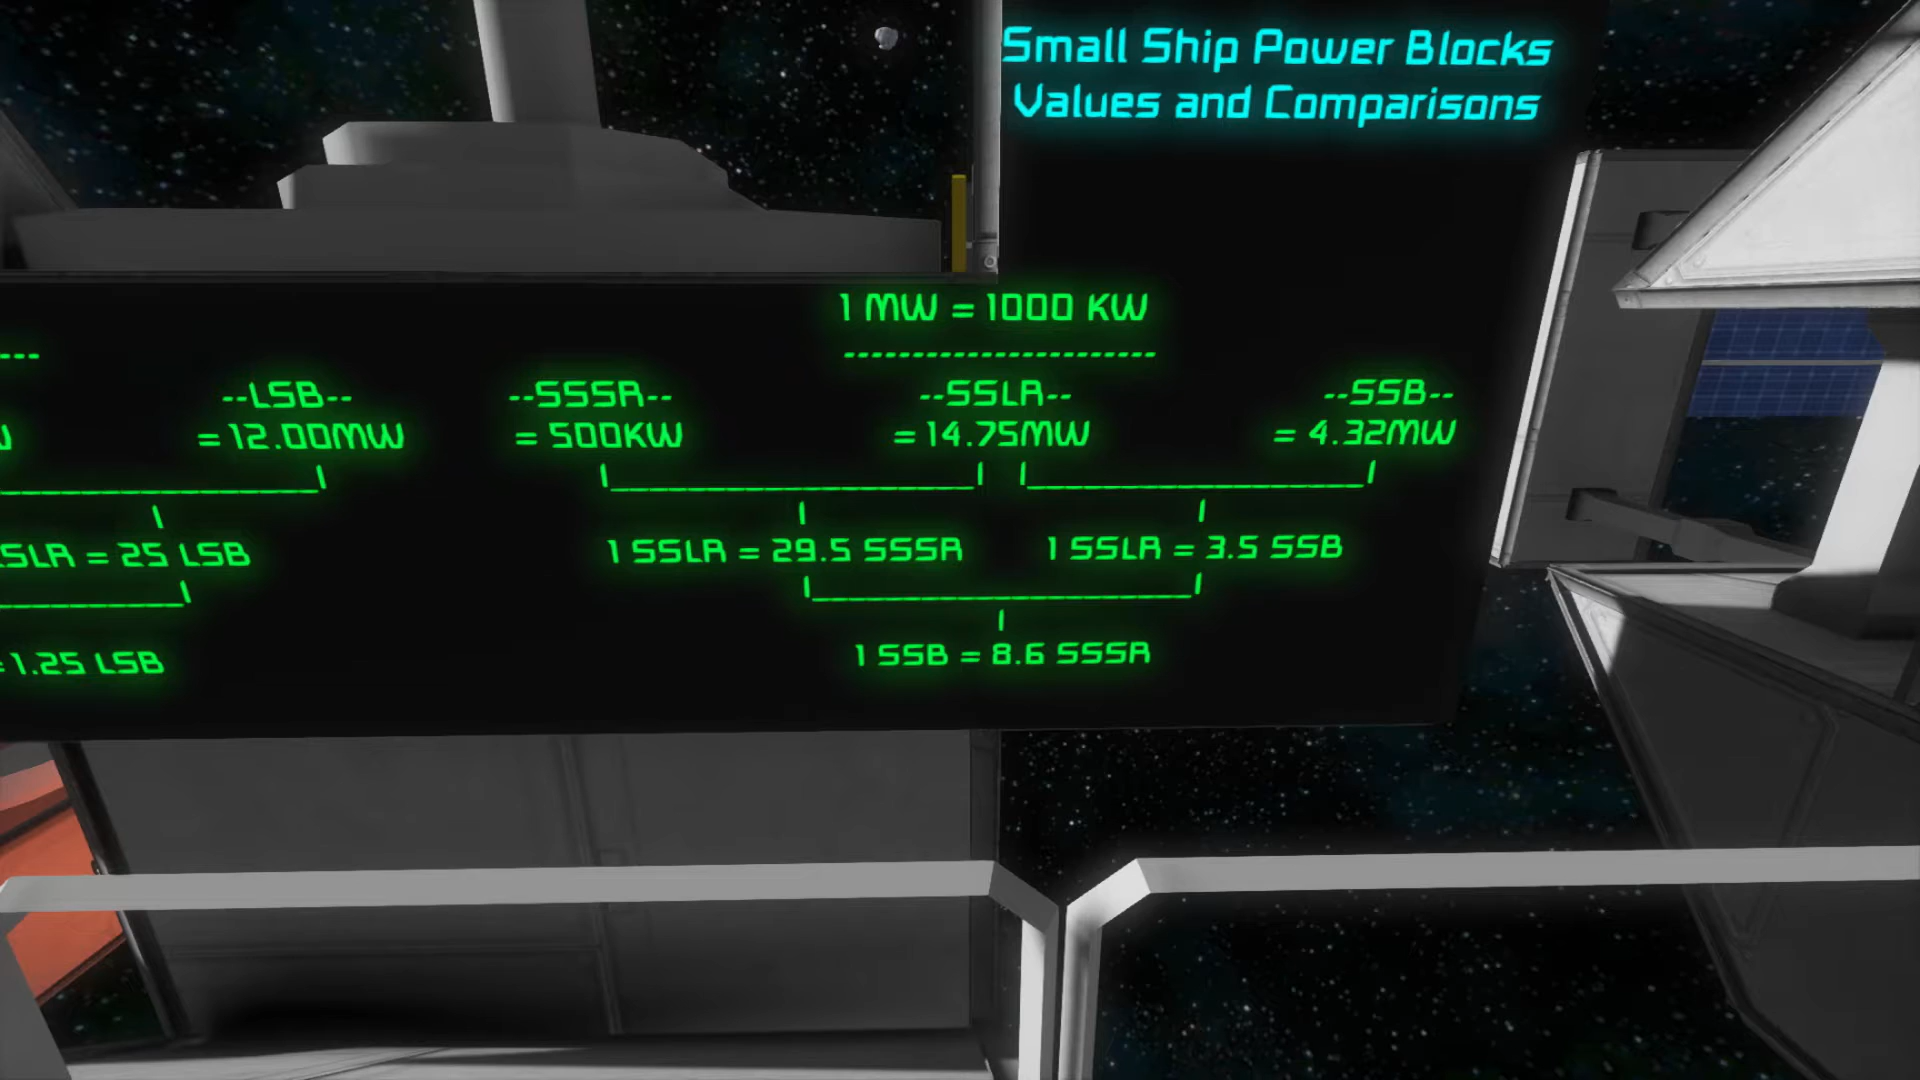 Small Ship Power Blocks
Values and Comparisons
1 MW = 1000 KW
---
-----------------------
--LSB--
--SSSR--
--SSLR--
--SSB--
= 12.00MW
= 500KW
= 14.75MW
= 4.32MW
SLR = 25 LSB
1 SSLR = 29.5 SSSR
1 SSLR = 3.5 SSB
= 1.25 LSB
1 SSB = 8.6 SSSR